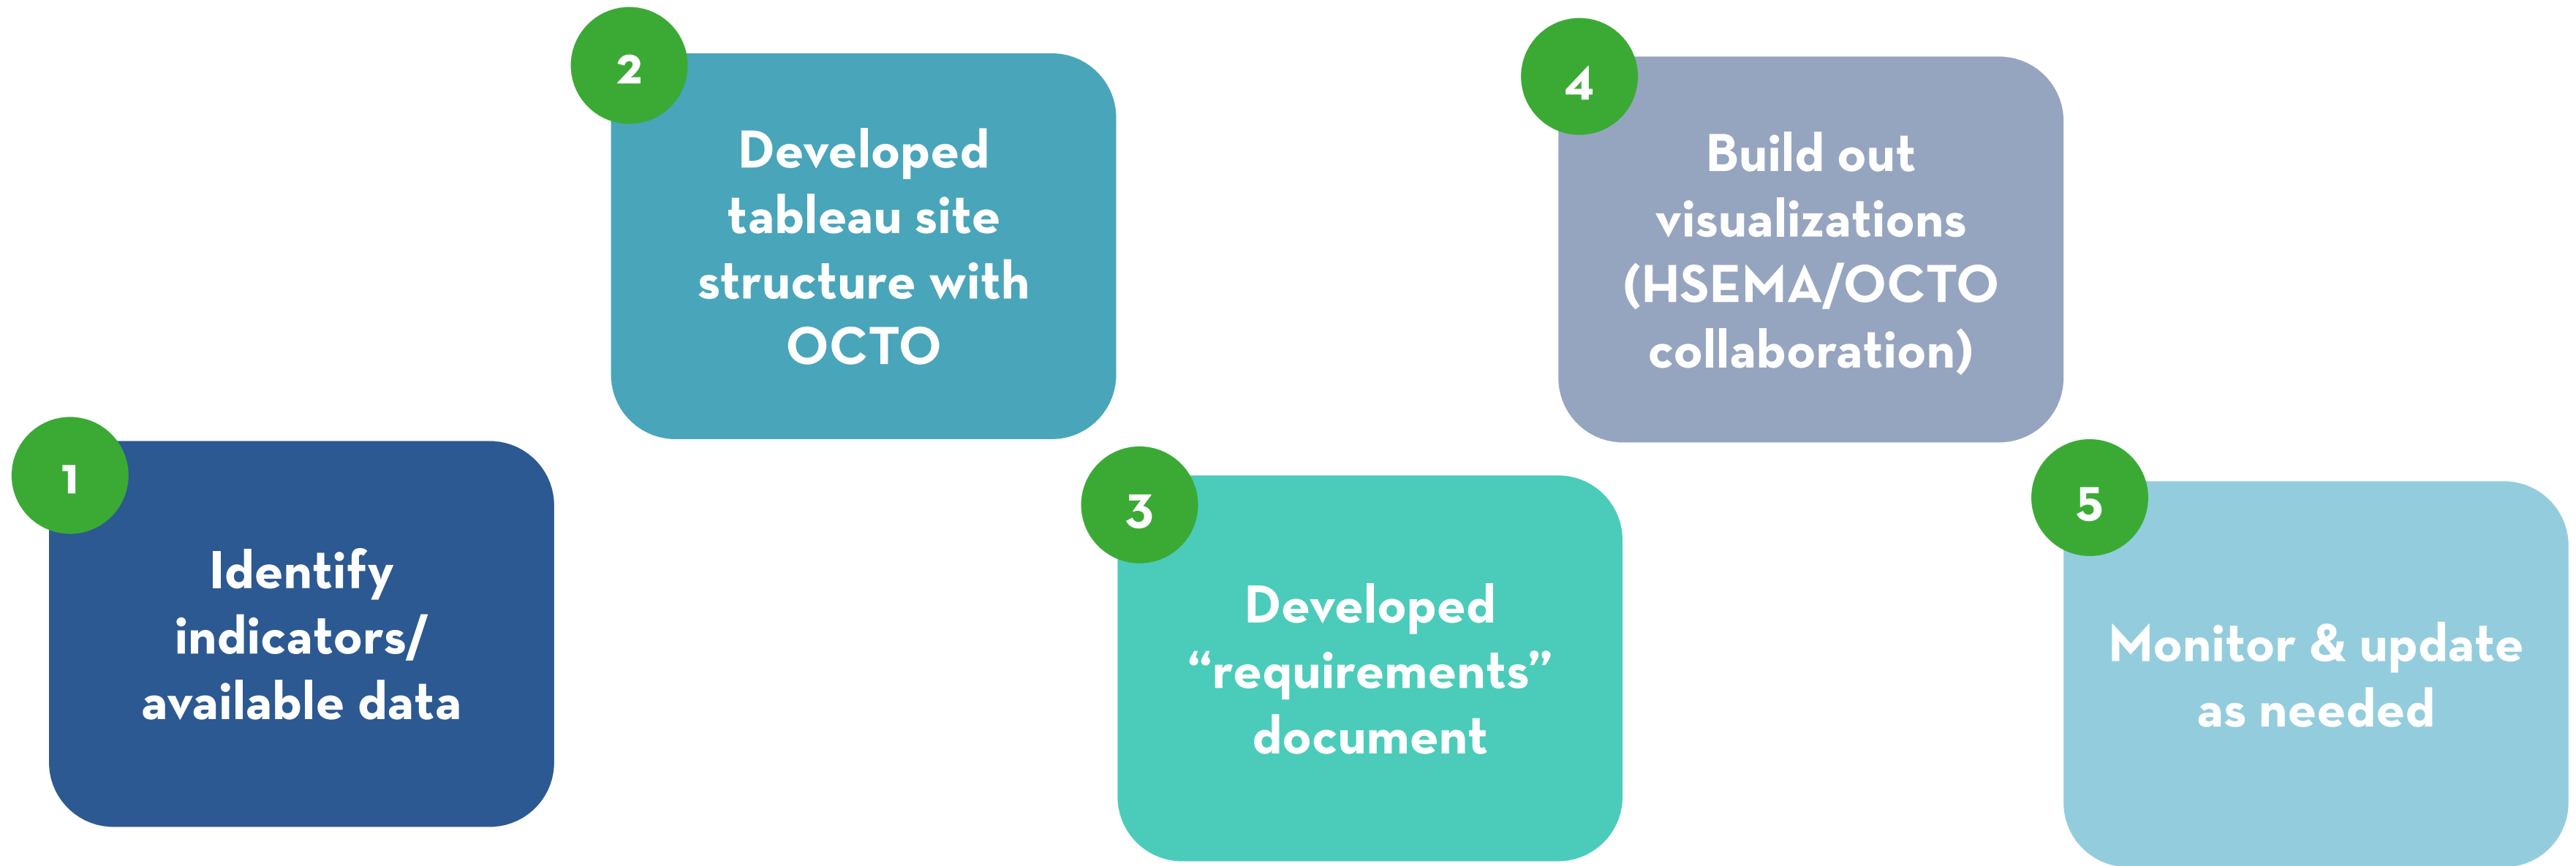 1
Identify
indicators/
available data
2
Developed
tableau site
structure with
OCTO
3
Developed
“requirements”
document
4
Build out
visualizations
(HSEMA/OCTO
collaboration)
5
Monitor & update
as needed